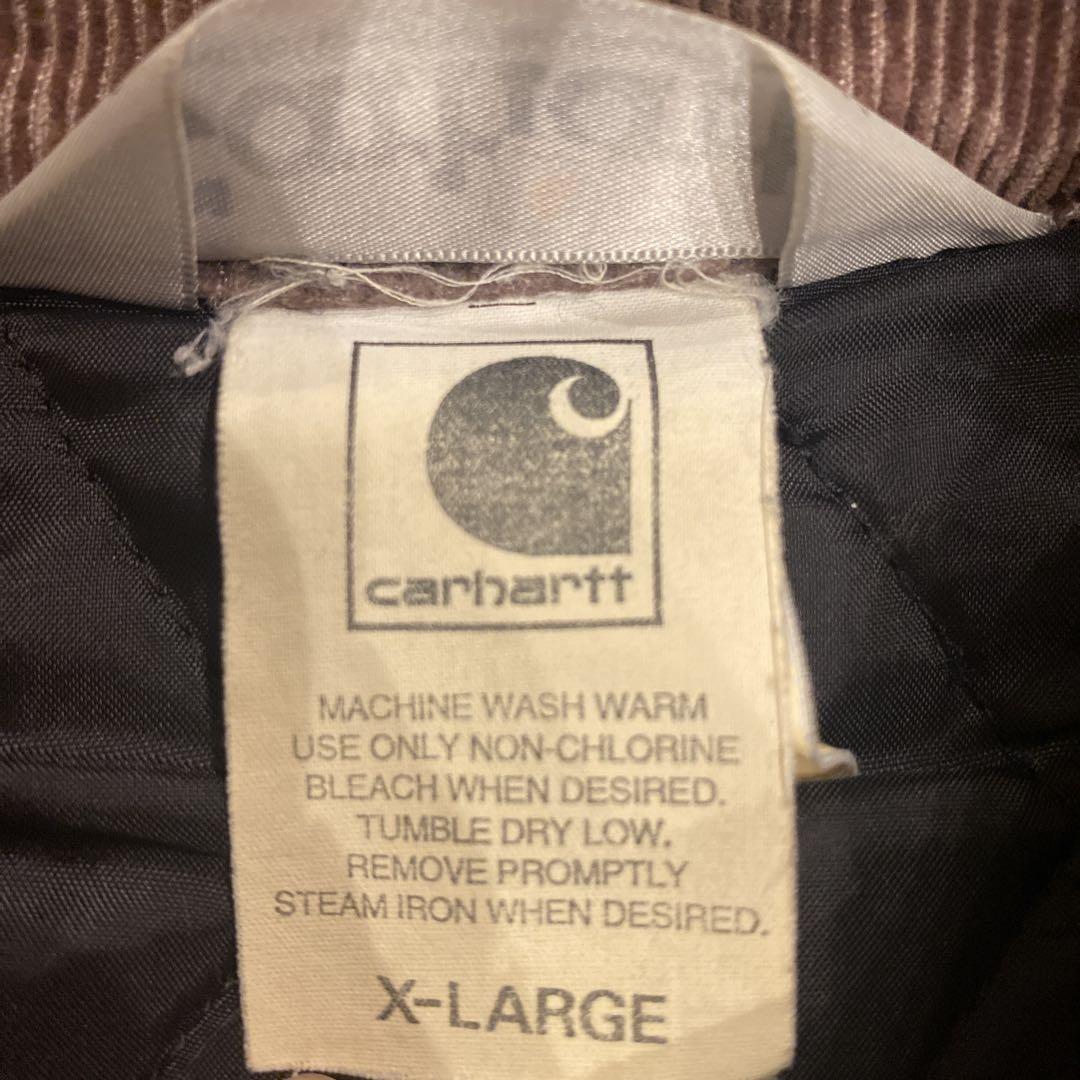 carhartt
MACHINE WASH WARM
USE ONLY NON-CHLORINE
BLEACH WHEN DESIRED.
TUMBLE DRY LOW.
REMOVE PROMPTLY
STEAM IRON WHEN DESIRED.
X-LARGE